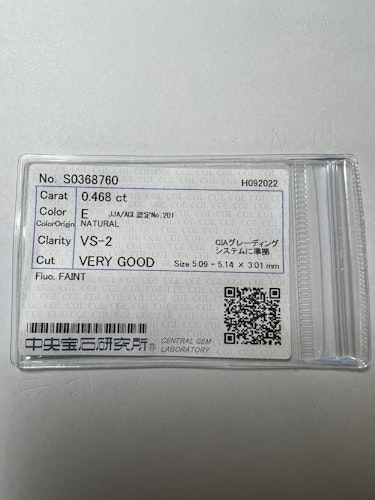 No. S0368760 H092022
Carat 0.468 ct
Color E JJA/AGL 認定No.201
ColorOrigin NATURAL
Clarity VS-2 GIAグレーディング
システムに準拠
Cut VERY GOOD Size 5.09 - 5.14 × 3.01 mm
Fluo. FAINT
中央宝石研究所® CENTRAL GEM
LABORATORY
CGL